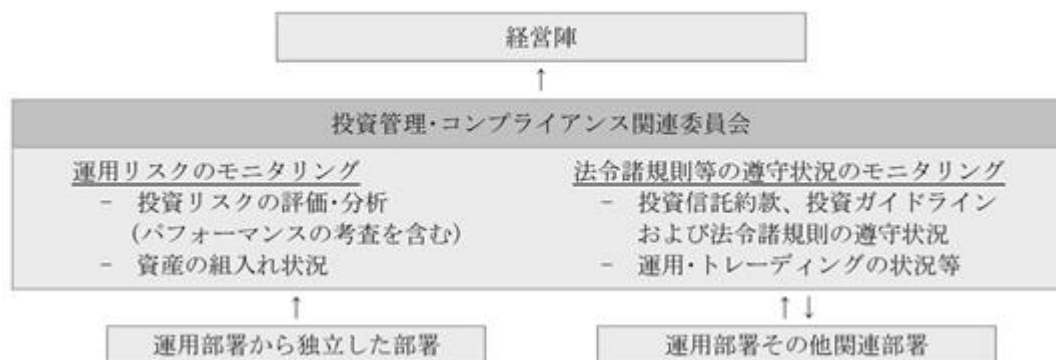 経営陣
↑
投資管理・コンプライアンス関連委員会
運用リスクのモニタリング
- 投資リスクの評価・分析
(パフォーマンスの考査を含む)
- 資産の組入れ状況
法令諸規則等の遵守状況のモニタリング
- 投資信託約款、投資ガイドライン
および法令諸規則の遵守状況
- 運用・トレーディングの状況等
↑
↑↓
運用部署から独立した部署
運用部署その他関連部署